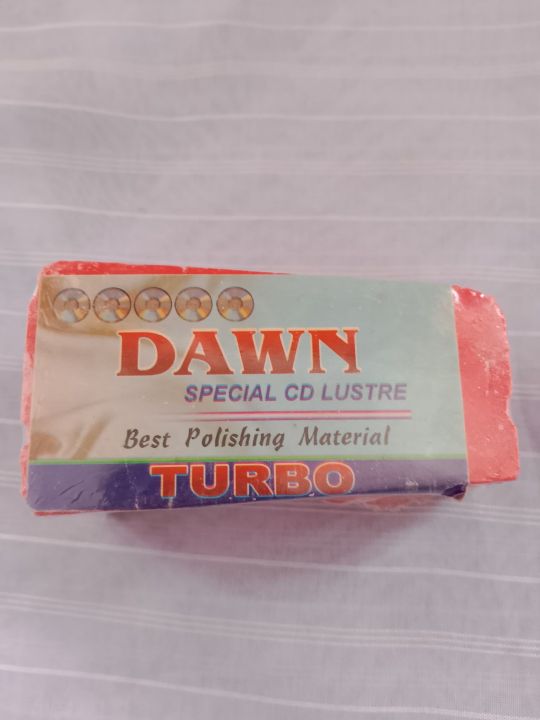 DAWN
SPECIAL CD LUSTRE
Best Polishing Material
TURBO